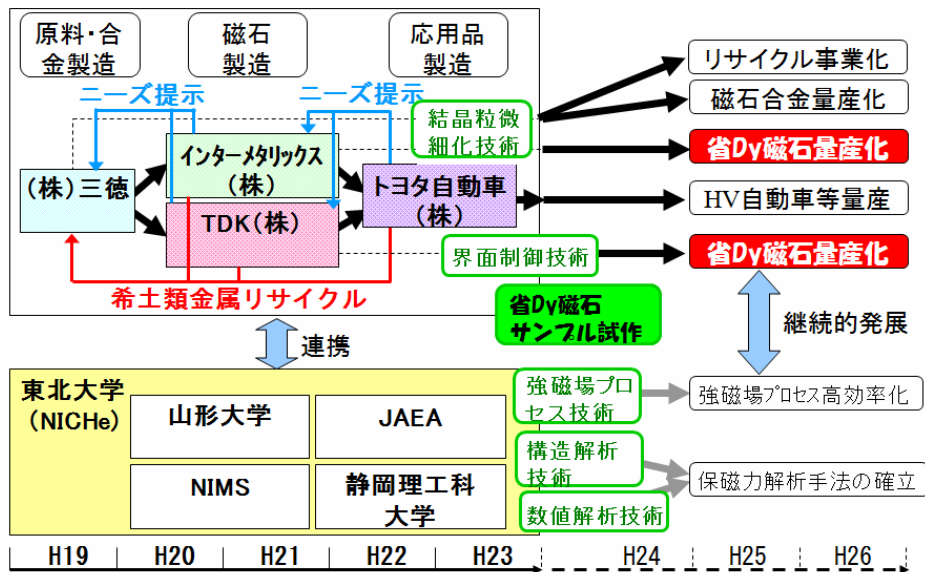 原料・合
金製造
磁石
製造
応用品
製造
ニーズ提示
ニーズ提示
結晶粒微
細化技術
リサイクル事業化
磁石合金量産化
省Dy磁石量産化
HV自動車等量産
省Dy磁石量産化
(株)三徳
インターメタリックス
(株)
TDK(株)
トヨタ自動車
(株)
界面制御技術
希土類金属リサイクル
省Dy磁石
サンプル試作
連携
継続的発展
東北大学
(NICHe)
山形大学
JAEA
NIMS
静岡理工科
大学
強磁場プロ
セス技術
構造解析
技術
数値解析技術
強磁場プロセス高効率化
保磁力解析手法の確立
H19
H20
H21
H22
H23
H24
H25
H26